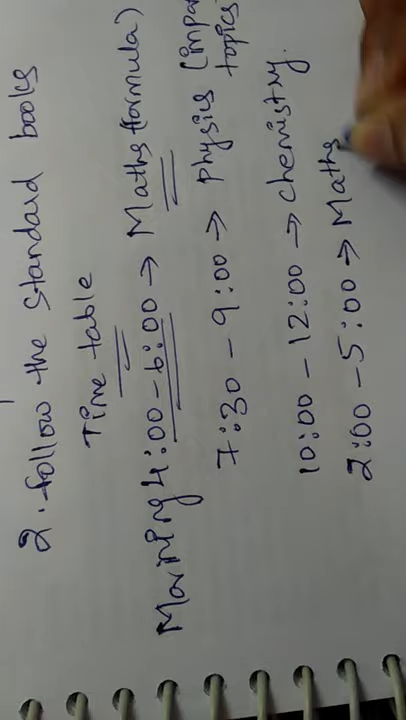 2. follow the standard books
Time table
Morning 4:00-6:00 → Maths (formula)
7:30 - 9:00 → Physics (
topics
10:00 - 12:00 → chemistry.
2:00 - 5:00 → Maths